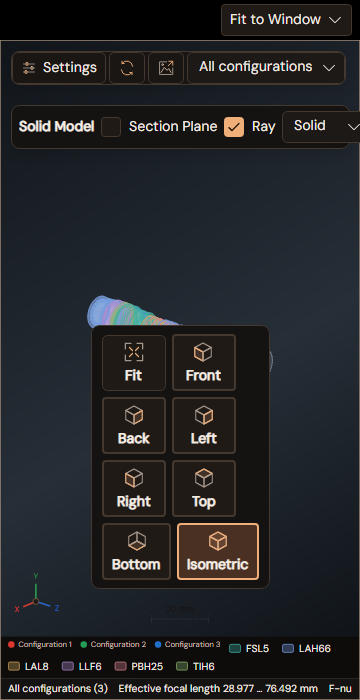 Fit to Window
Settings
All configurations
Solid Model
Section Plane
Ray
Solid
Fit
Front
Back
Left
Right
Top
Bottom
Isometric
Y
X
Z
Configuration 1
Configuration 2
Configuration 3
FSL5
LAH66
LAL8
LLF6
PBH25
TIH6
All configurations (3)
Effective focal length 28.977 … 76.492 mm
F-nu